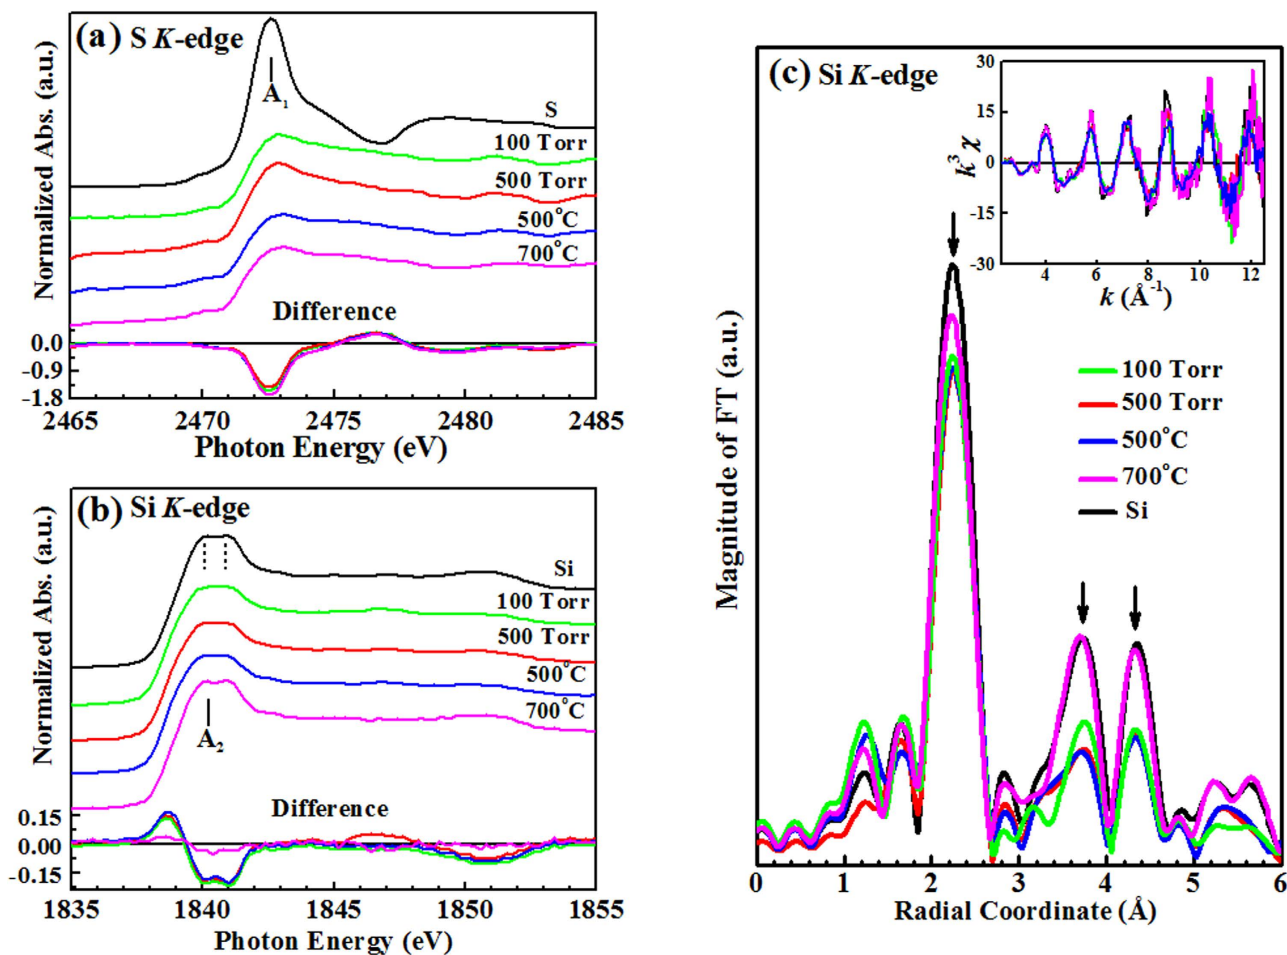 (a) S K-edge
Normalized Abs. (a.u.)
A₁
S
100 Torr
500 Torr
500°C
700°C
Difference
0.0
-0.9
-1.8
2465 2470 2475 2480 2485
Photon Energy (eV)
(b) Si K-edge
Normalized Abs. (a.u.)
Si
100 Torr
500 Torr
500°C
700°C
A₂
Difference
0.15
0.00
-0.15
1835 1840 1845 1850 1855
Photon Energy (eV)
(c) Si K-edge
k³χ
30
15
0
-15
-30
4 6 8 10 12
k (Å⁻¹)
Magnitude of FT (a.u.)
100 Torr
500 Torr
500°C
700°C
Si
0 1 2 3 4 5 6
Radial Coordinate (Å)